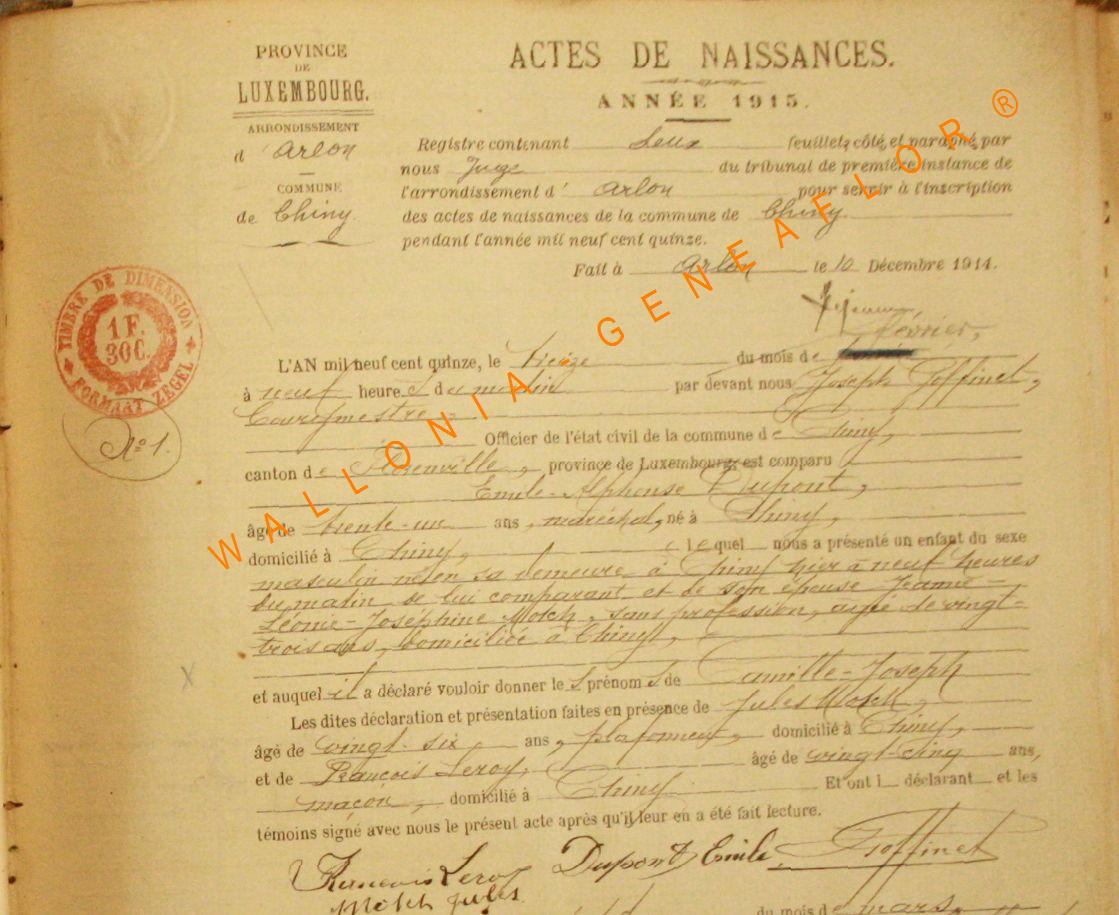 PROVINCE
DE
LUXEMBOURG.
ARRONDISSEMENT
d' Arlon
COMMUNE
de Chiny.
ACTES DE NAISSANCES.
ANNÉE 1915.
Registre contenant deux feuillets côté et paraphé par
nous Juge du tribunal de première instance de
l'arrondissement d' Arlon pour servir à l'inscription
des actes de naissances de la commune de Chiny.
pendant l'année mil neuf cent quinze.
Fait à Arlon le 10 Décembre 1914.
TIMBRE DE DIMENSION
1 F.
30C.
FORMAAT ZEGEL
No 1.
février,
L'AN mil neuf cent quinze, le treize du mois de
à neuf heures du matin par devant nous Joseph Goffinet,
Bourgmestre
Officier de l'état civil de la commune de Chiny,
canton de Florenville, province de Luxembourg, est comparu
Emile-Alphonse Dupont,
âgé de trente-un ans, maréchal, né à Chiny,
domicilié à Chiny, lequel nous a présenté un enfant du sexe
masculin né en sa demeure à Chiny hier à neuf heures
du matin de lui comparant et de son épouse Jeanne-
Léonie-Joséphine Molch, sans profession, agée de vingt-
trois ans, domiciliée à Chiny,
et auquel il a déclaré vouloir donner les prénoms de Camille-Joseph
Les dites déclaration et présentation faites en présence de Jules Molch,
âgé de vingt-six ans, plafonneur, domicilié à Chiny,
et de François Leroy, âgé de vingt-cinq ans,
maçon, domicilié à Chiny Et ont l déclarant et les
témoins signé avec nous le présent acte après qu'il leur en a été fait lecture.
Dupont Emile. Goffinet
François Leroy
Molch Jules.
du mois de mars,
WALLONIA GENEAFLOR ®